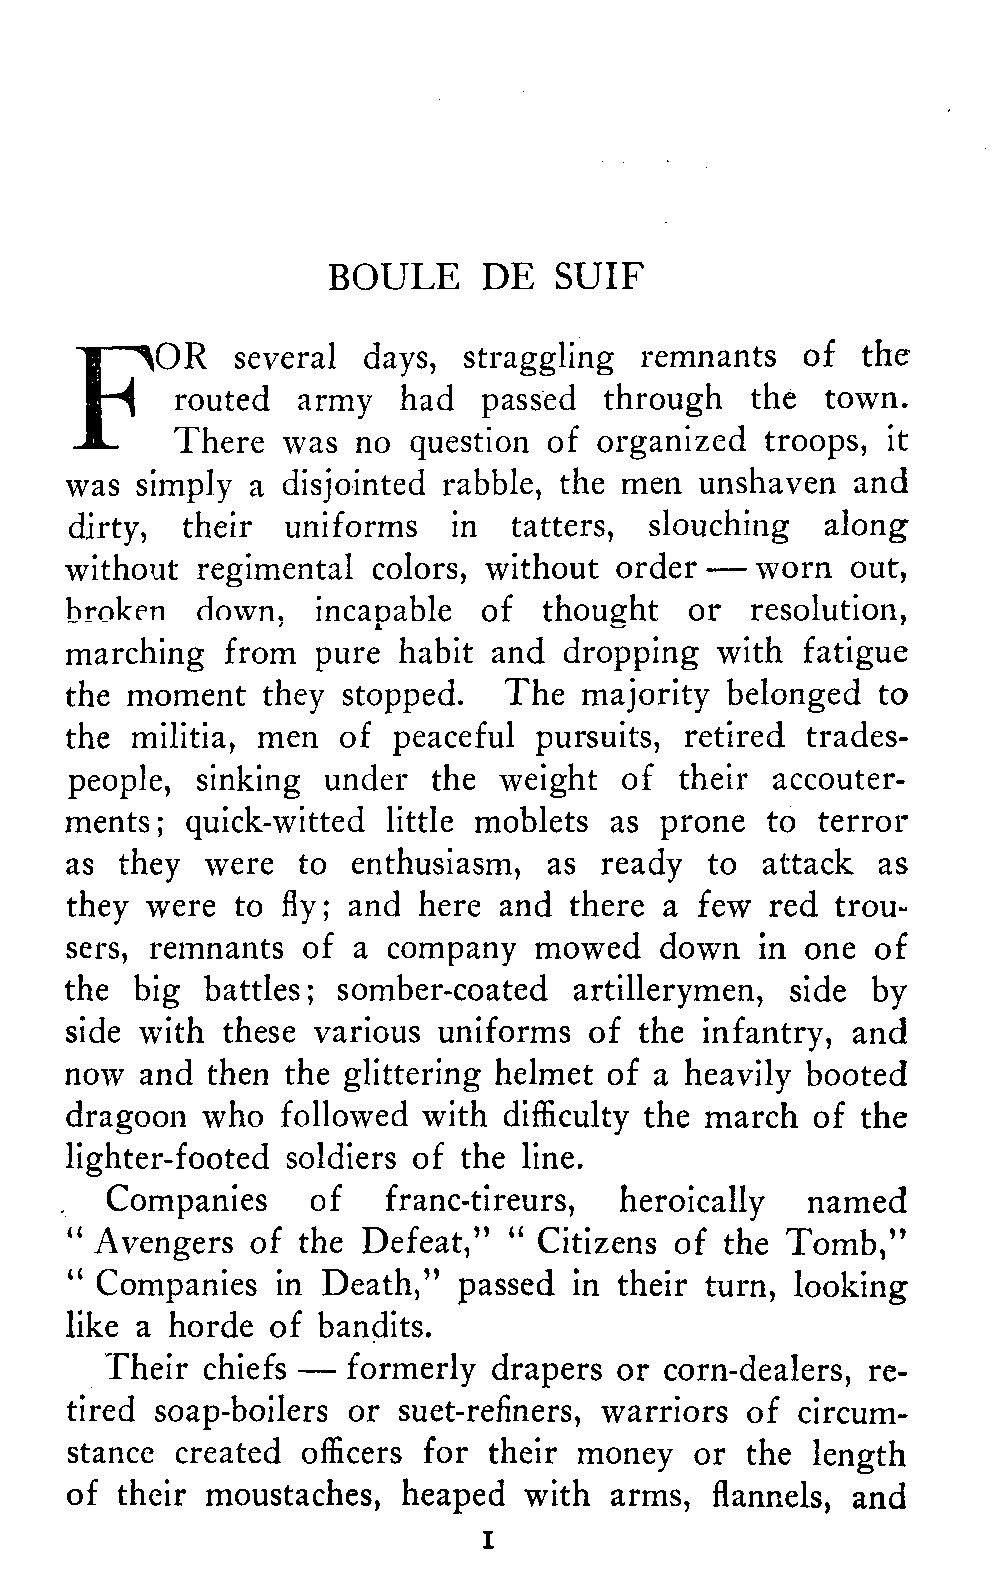 BOULE DE SUIF
FOR several days, straggling remnants of the
routed army had passed through the town.
There was no question of organized troops, it
was simply a disjointed rabble, the men unshaven and
dirty, their uniforms in tatters, slouching along
without regimental colors, without order — worn out,
broken down, incapable of thought or resolution,
marching from pure habit and dropping with fatigue
the moment they stopped. The majority belonged to
the militia, men of peaceful pursuits, retired trades-
people, sinking under the weight of their accouter-
ments; quick-witted little moblets as prone to terror
as they were to enthusiasm, as ready to attack as
they were to fly; and here and there a few red trou-
sers, remnants of a company mowed down in one of
the big battles; somber-coated artillerymen, side by
side with these various uniforms of the infantry, and
now and then the glittering helmet of a heavily booted
dragoon who followed with difficulty the march of the
lighter-footed soldiers of the line.
Companies of franc-tireurs, heroically named
“ Avengers of the Defeat,” “ Citizens of the Tomb,”
“ Companies in Death,” passed in their turn, looking
like a horde of bandits.
Their chiefs — formerly drapers or corn-dealers, re-
tired soap-boilers or suet-refiners, warriors of circum-
stance created officers for their money or the length
of their moustaches, heaped with arms, flannels, and
I